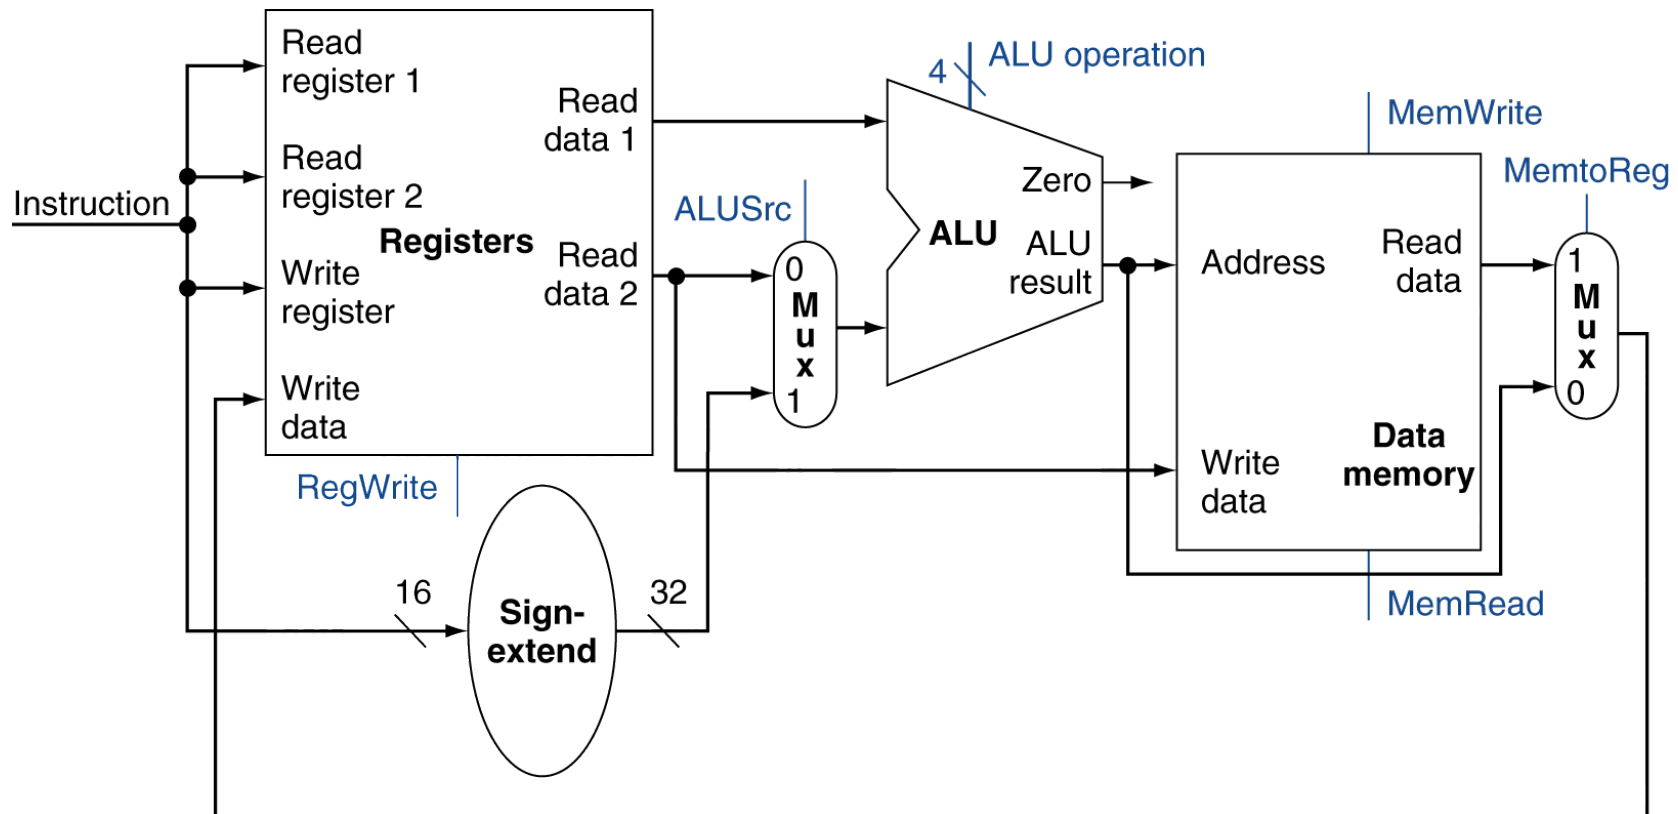 Instruction
Read
register 1
Read
register 2
Write
register
Write
data
Registers
Read
data 1
Read
data 2
RegWrite
16
Sign-
extend
32
ALUSrc
0
M
u
x
1
4
ALU operation
ALU
Zero
ALU
result
MemWrite
Address
Read
data
Write
data
Data
memory
MemRead
MemtoReg
1
M
u
x
0